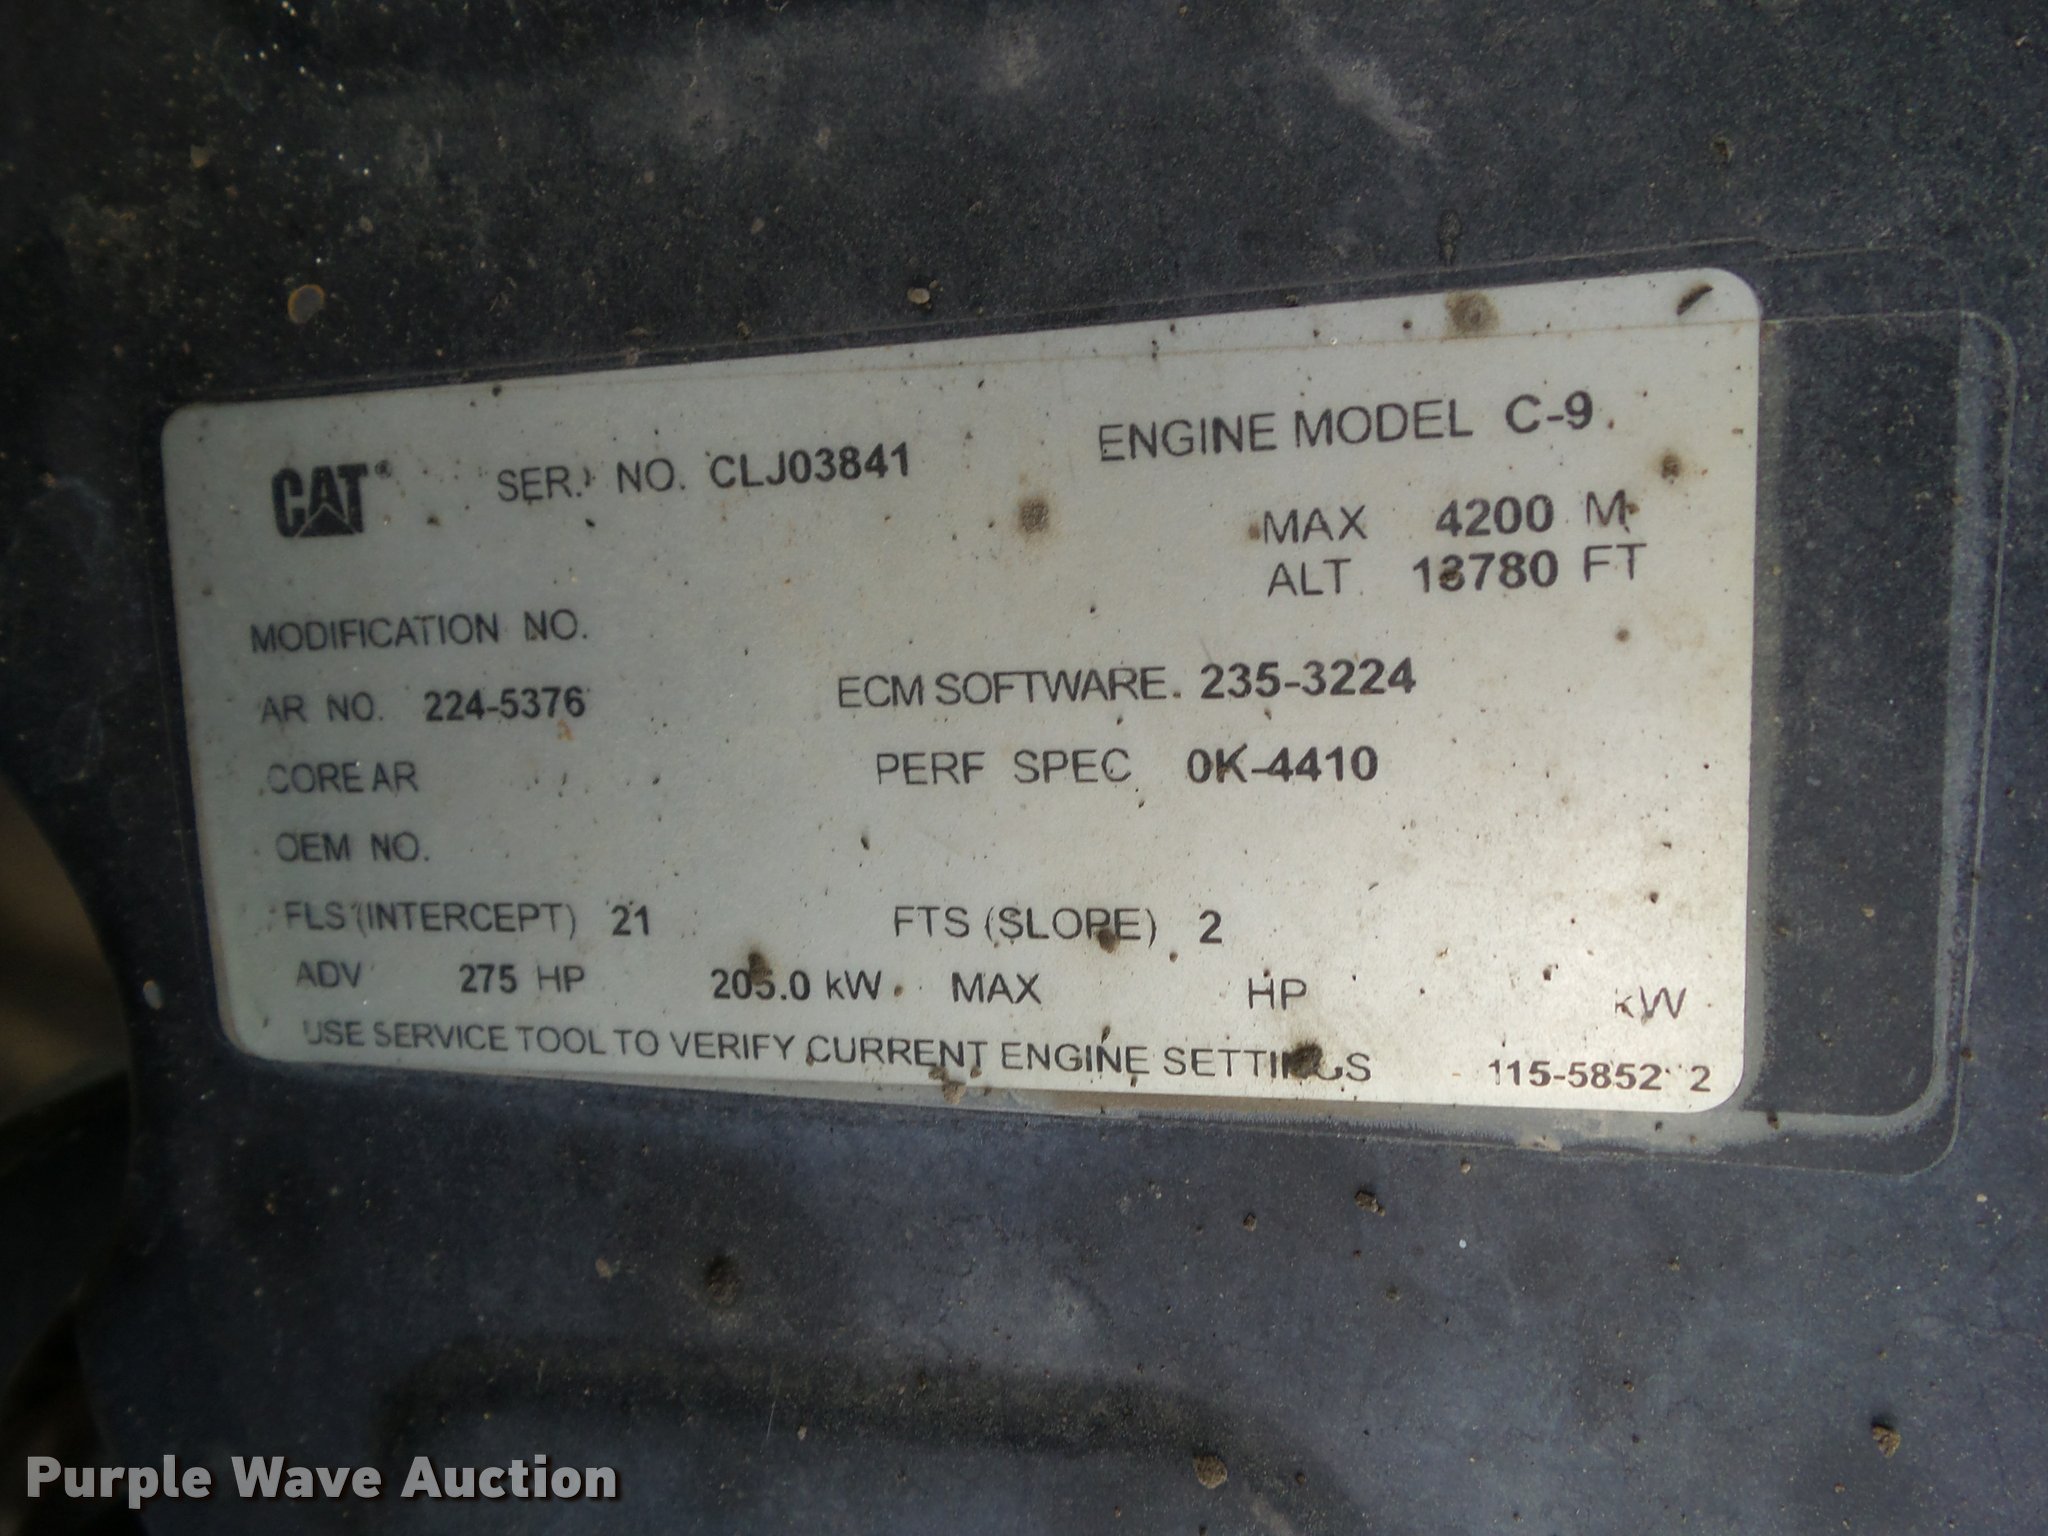 CAT® SER. NO. CLJ03841 ENGINE MODEL C-9
MAX 4200 M
ALT 13780 FT
MODIFICATION NO.
AR NO. 224-5376 ECM SOFTWARE. 235-3224
CORE AR PERF SPEC 0K-4410
OEM NO.
FLS (INTERCEPT) 21 FTS (SLOPE) 2
ADV 275 HP 205.0 kW MAX HP kW
USE SERVICE TOOL TO VERIFY CURRENT ENGINE SETTINGS 115-5852 2
Purple Wave Auction